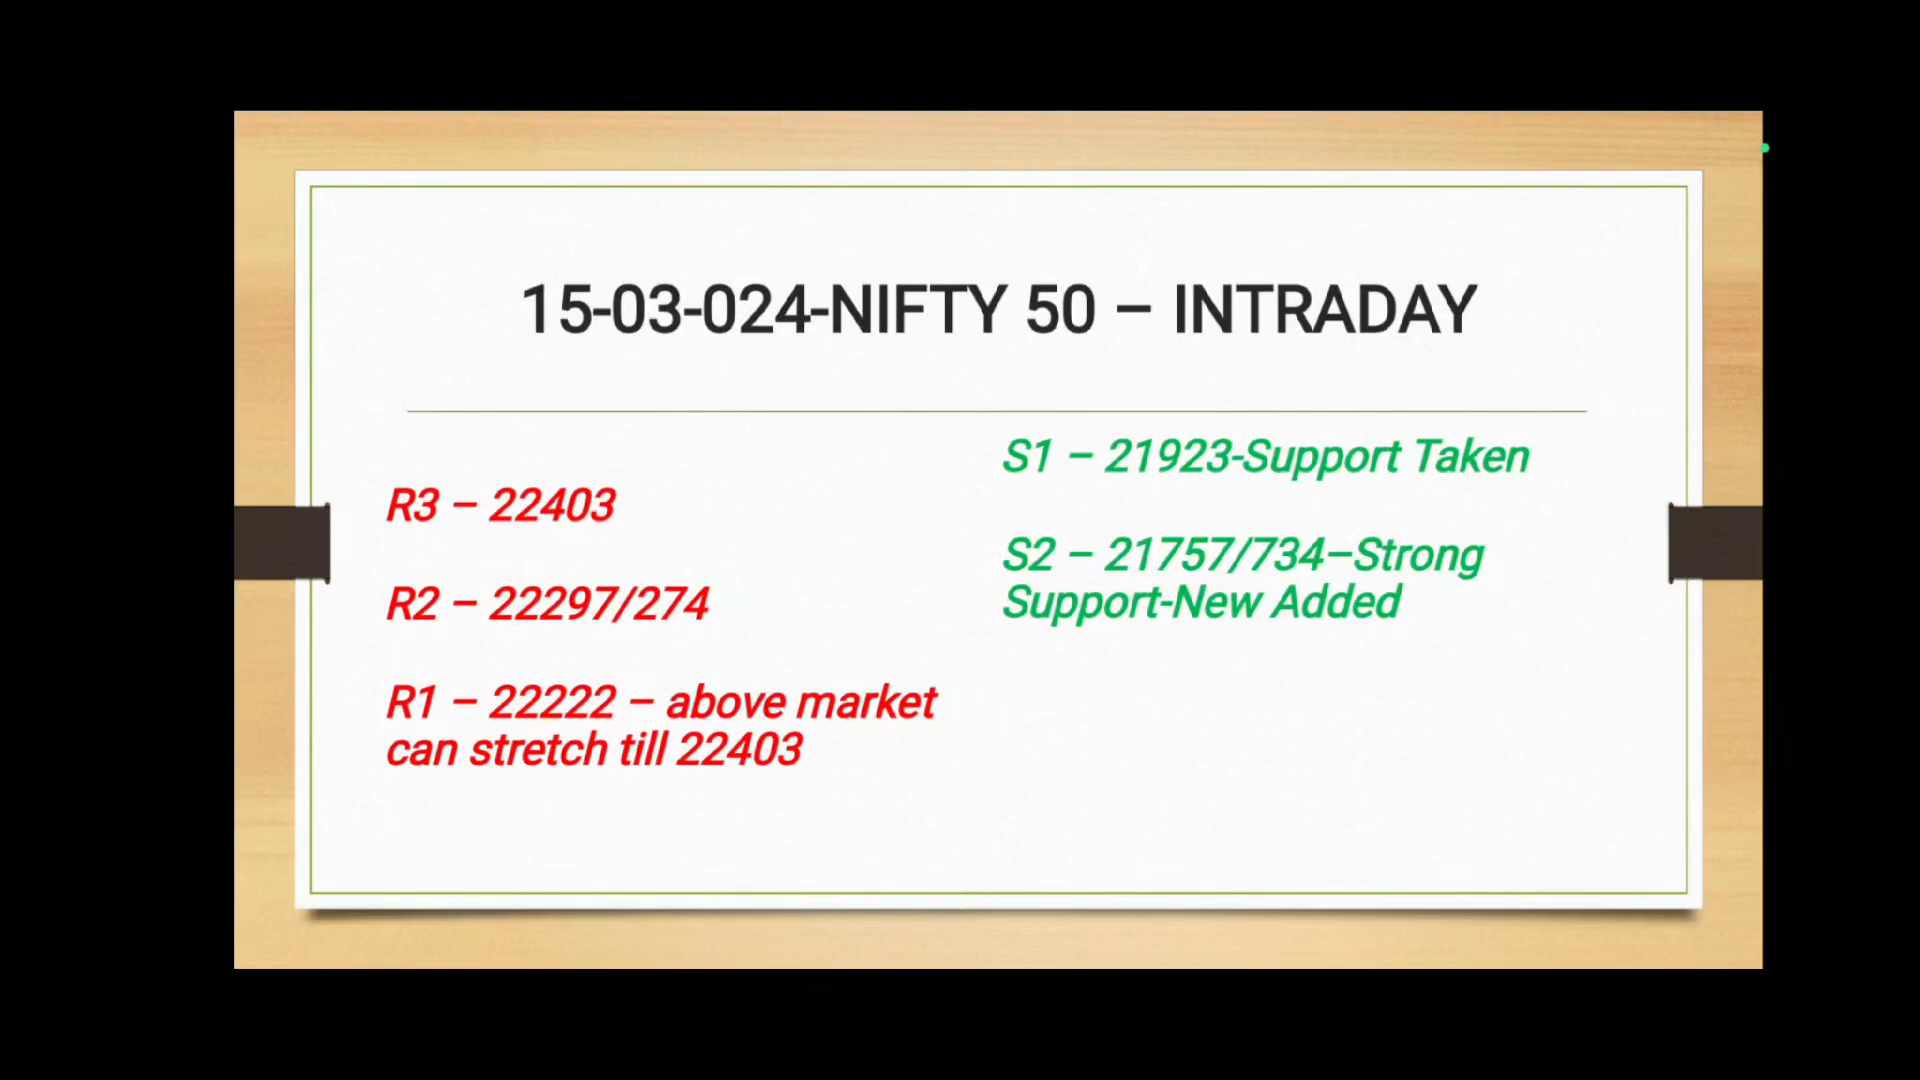 15-03-024-NIFTY 50 – INTRADAY
R3 – 22403
R2 – 22297/274
R1 – 22222 – above market
can stretch till 22403
S1 – 21923-Support Taken
S2 – 21757/734–Strong
Support-New Added